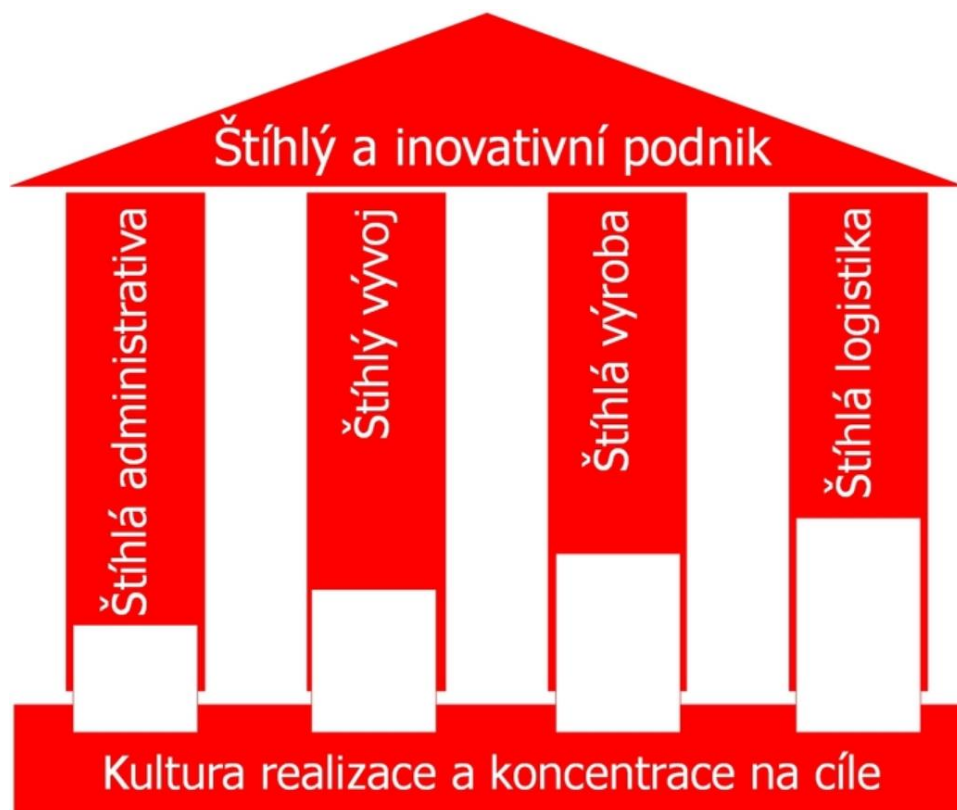 Štíhlý a inovativní podnik
Štíhlá administrativa
Štíhlý vývoj
Štíhlá výroba
Štíhlá logistika
Kultura realizace a koncentrace na cíle